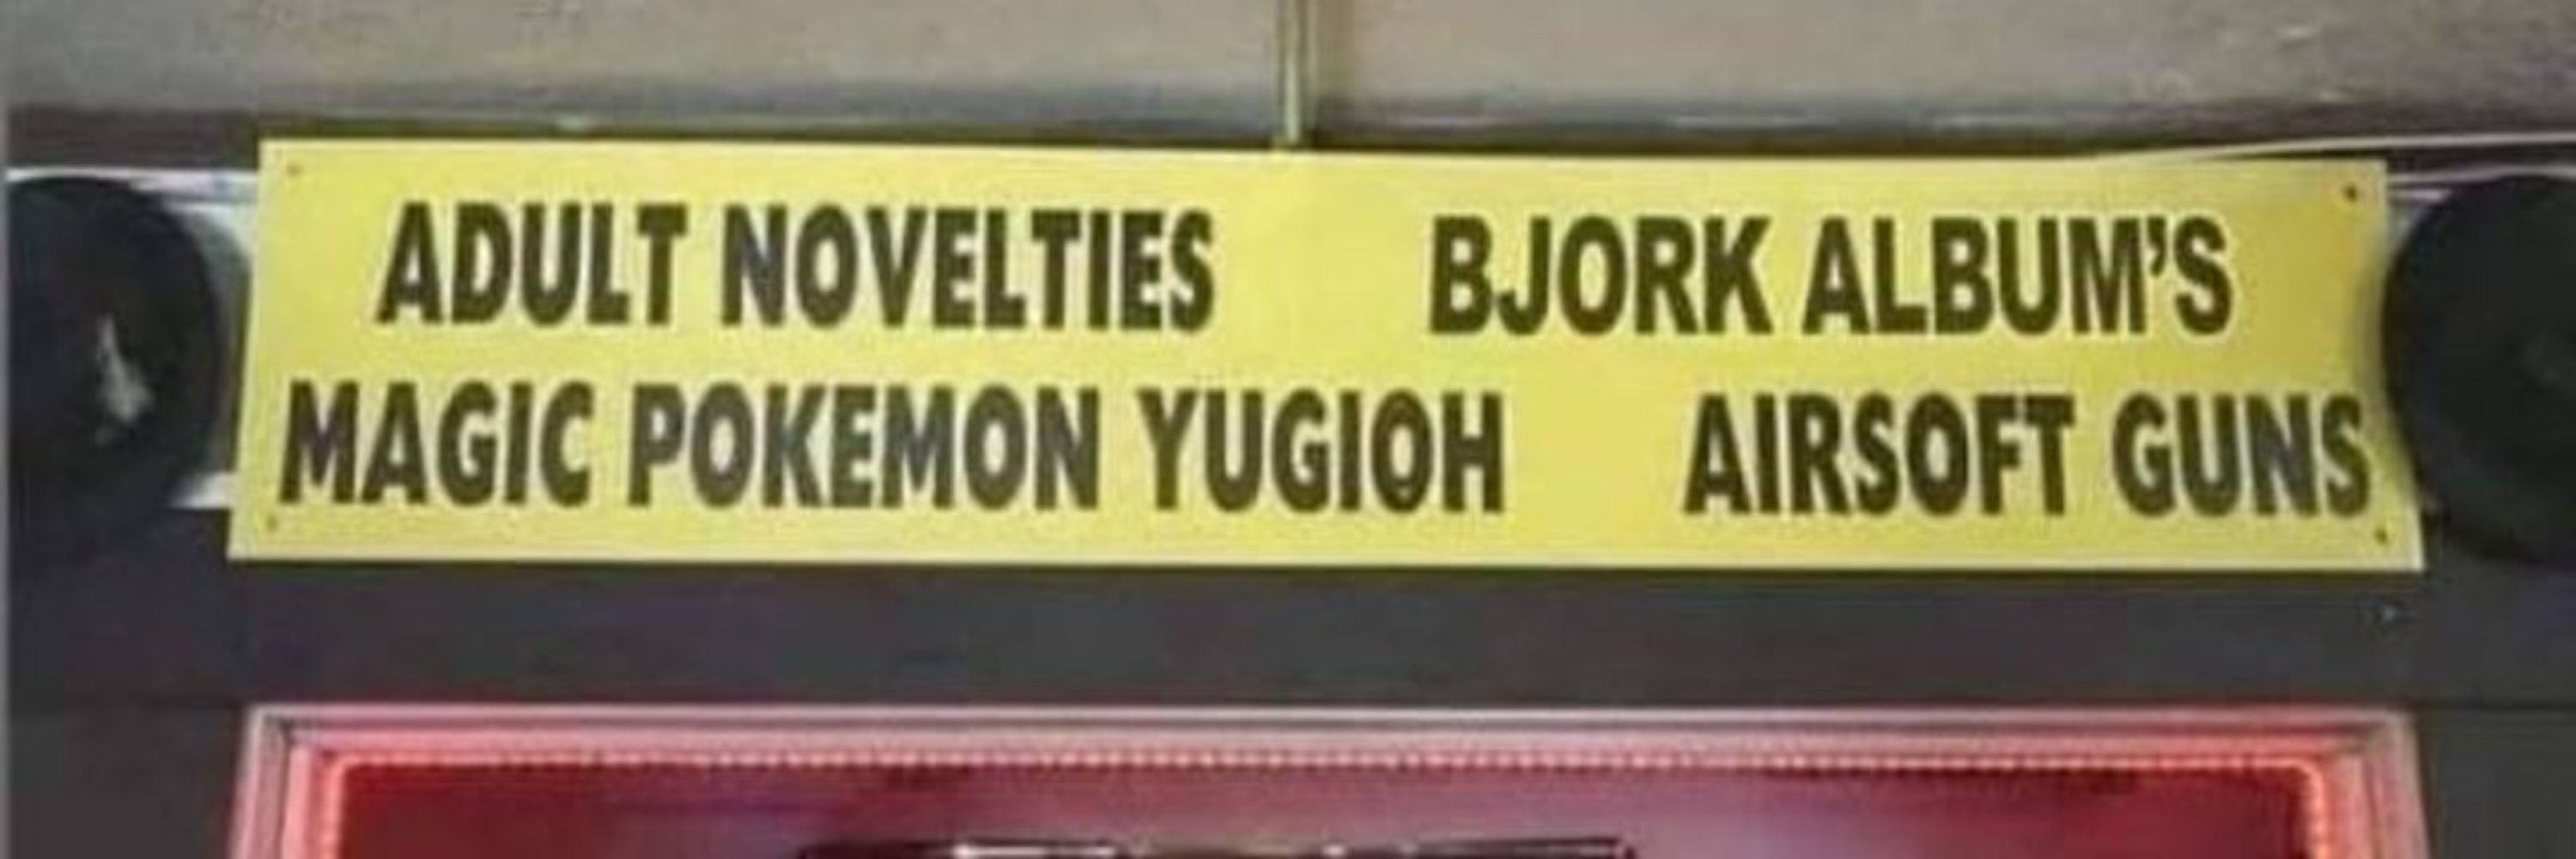 ADULT NOVELTIES BJORK ALBUM'S
MAGIC POKEMON YUGIOH AIRSOFT GUNS